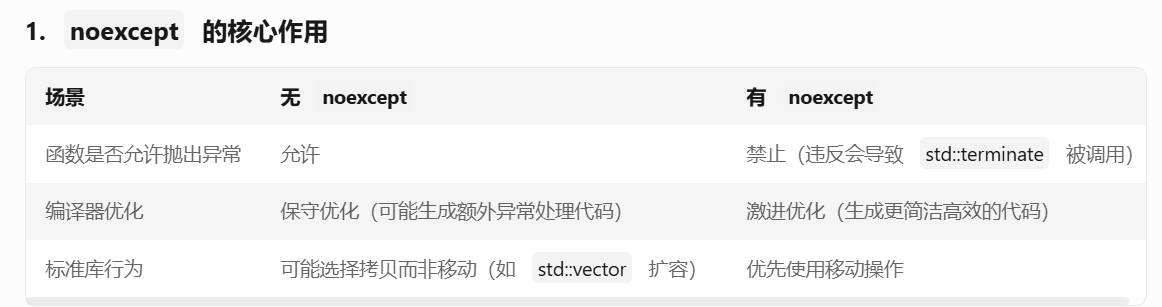 1. noexcept 的核心作用
场景 无 noexcept 有 noexcept
函数是否允许抛出异常 允许 禁止（违反会导致 std::terminate 被调用）
编译器优化 保守优化（可能生成额外异常处理代码） 激进优化（生成更简洁高效的代码）
标准库行为 可能选择拷贝而非移动（如 std::vector 扩容） 优先使用移动操作